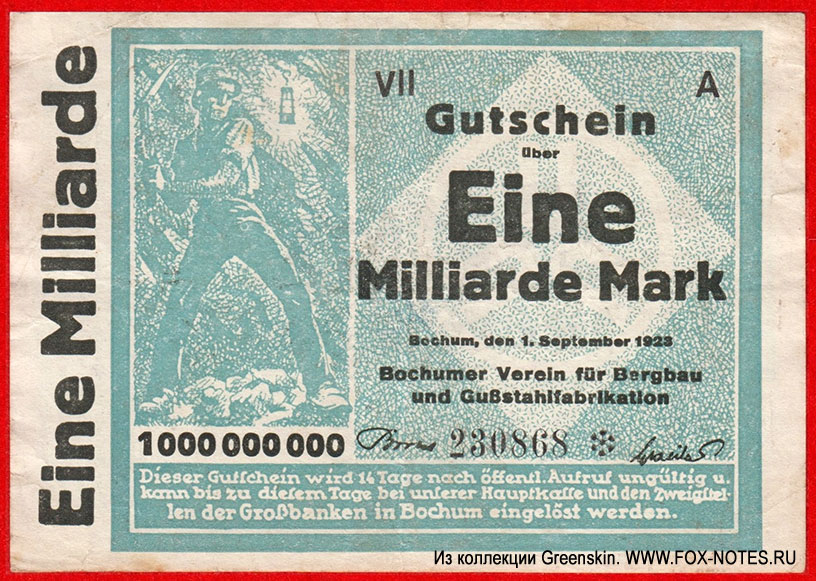 Eine Milliarde
VII A
Gutschein
über
Eine
Milliarde Mark
Bochum, den 1. September 1923
Bochumer Verein für Bergbau
und Gußstahlfabrikation
1000 000 000
230868
Dieser Gutschein wird 14 Tage nach öffentl. Aufruf ungültig u.
kann bis zu diesem Tage bei unserer Hauptkasse und den Zweigstel-
len der Großbanken in Bochum eingelöst werden.
Из коллекции Greenskin. WWW.FOX-NOTES.RU